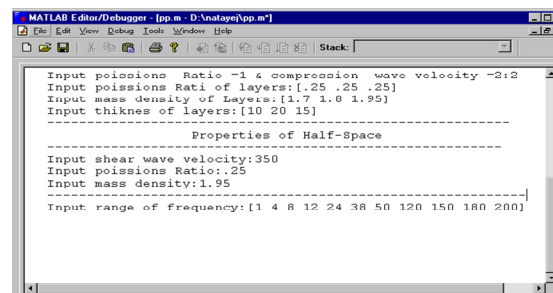 MATLAB Editor/Debugger - [pp.m - D:\natayej\pp.m*]
File Edit View Debug Tools Window Help
Stack:
Input poissions Ratio -1 & compression wave velocity -2:2
Input poissions Rati of layers:[.25 .25 .25]
Input mass density of Layers:[1.7 1.8 1.95]
Input thiknes of layers:[10 20 15]
------------------------------------------------------
Properties of Half-Space
------------------------------------------------------
Input shear wave velocity:350
Input poissions Ratio:.25
Input mass density:1.95
---------------------------------------------------------
Input range of frequency:[1 4 8 12 24 38 50 120 150 180 200]